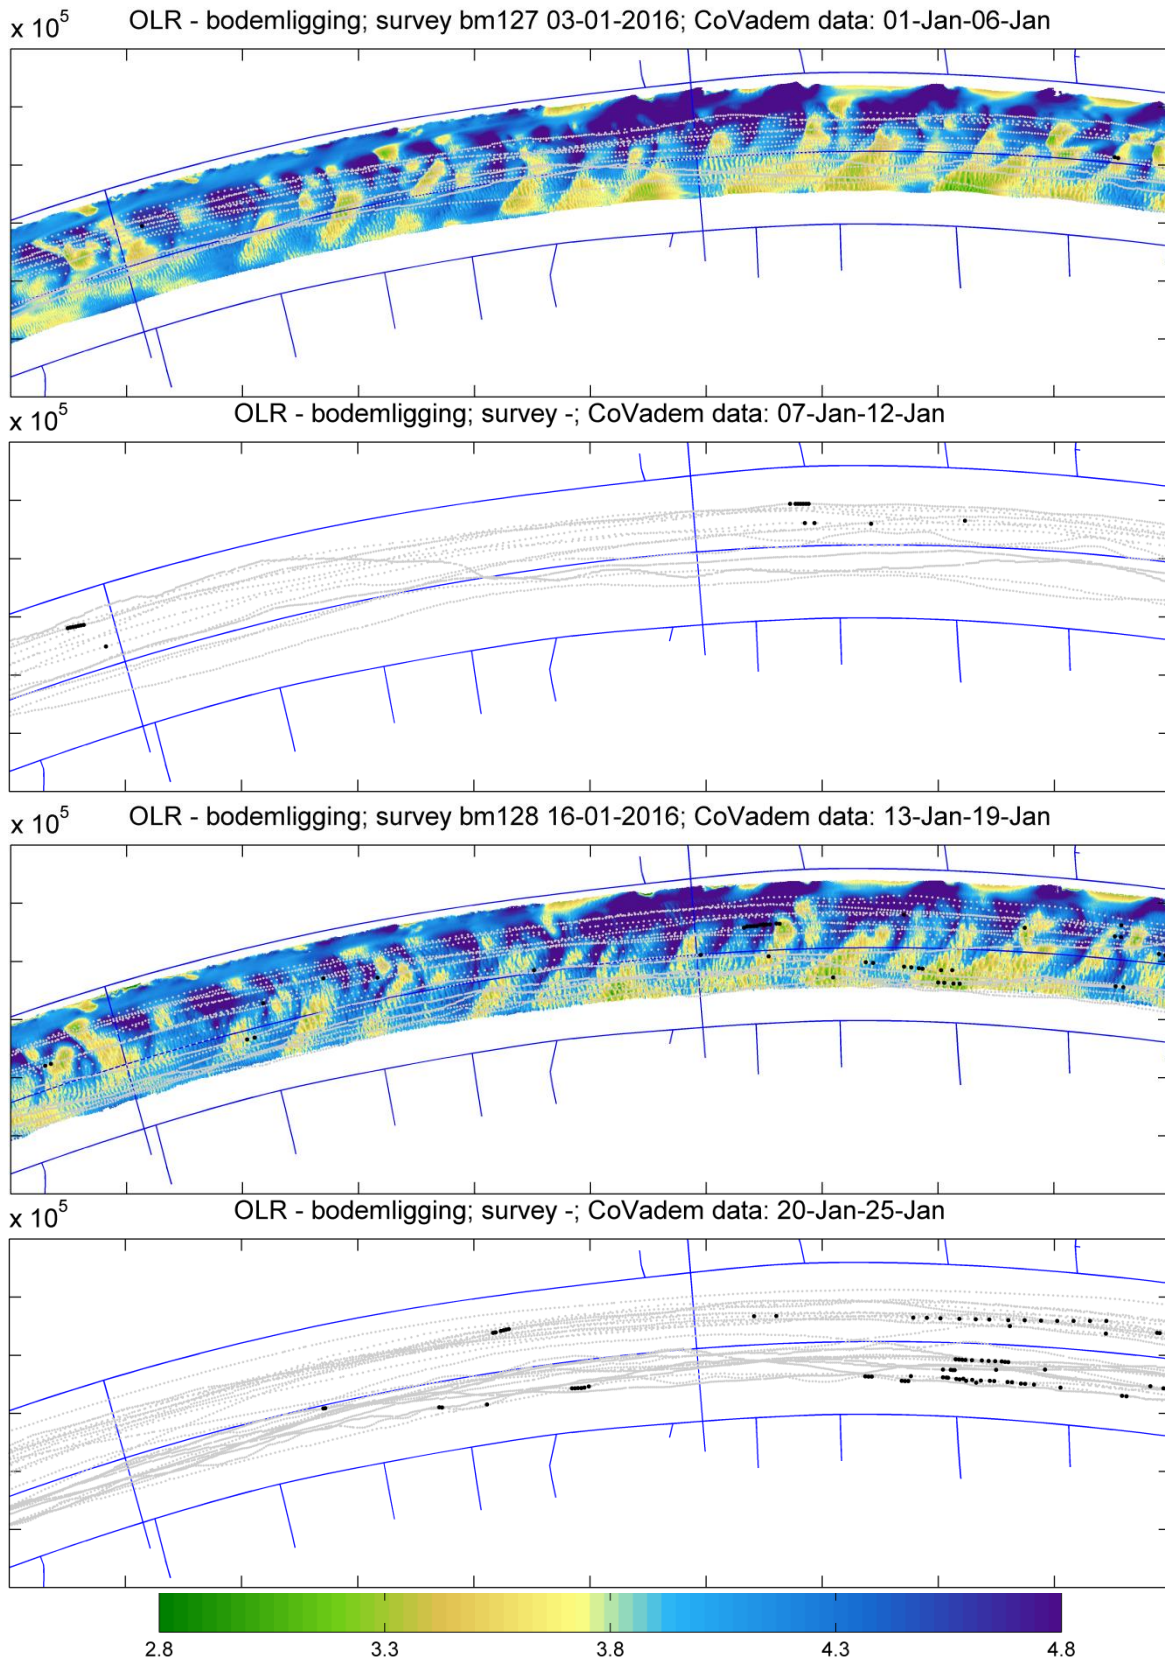 OLR - bodemligging; survey bm127 03-01-2016; CoVadem data: 01-Jan-06-Jan
x 10^5
OLR - bodemligging; survey -; CoVadem data: 07-Jan-12-Jan
x 10^5
OLR - bodemligging; survey bm128 16-01-2016; CoVadem data: 13-Jan-19-Jan
x 10^5
OLR - bodemligging; survey -; CoVadem data: 20-Jan-25-Jan
x 10^5
2.8 3.3 3.8 4.3 4.8